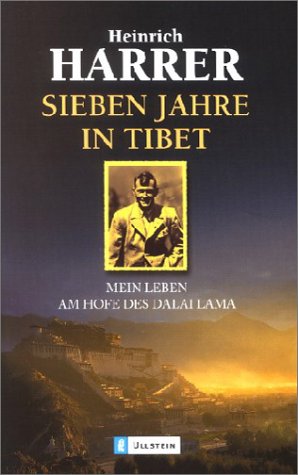 Heinrich
HARRER
SIEBEN JAHRE
IN TIBET
MEIN LEBEN
AM HOFE DES DALAI LAMA
ULLSTEIN